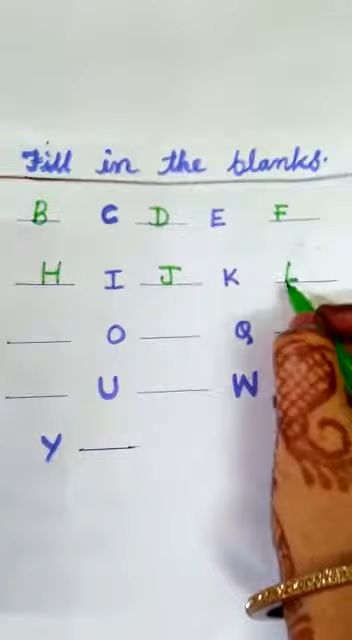 Fill in the blanks.
B C D E F
H I J K L
O Q
U W
Y